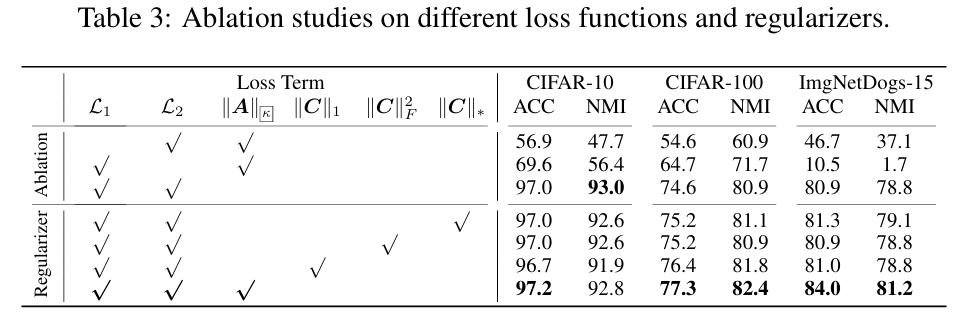 Table 3: Ablation studies on different loss functions and regularizers.
Loss Term CIFAR-10 CIFAR-100 ImgNetDogs-15
ℒ₁ ℒ₂ ‖A‖_[κ] ‖C‖₁ ‖C‖²_F ‖C‖_* ACC NMI ACC NMI ACC NMI
Ablation
√ √ 56.9 47.7 54.6 60.9 46.7 37.1
√ √ 69.6 56.4 64.7 71.7 10.5 1.7
√ √ 97.0 93.0 74.6 80.9 80.9 78.8
Regularizer
√ √ √ 97.0 92.6 75.2 81.1 81.3 79.1
√ √ √ 97.0 92.6 75.2 80.9 80.9 78.8
√ √ √ 96.7 91.9 76.4 81.8 81.0 78.8
√ √ √ 97.2 92.8 77.3 82.4 84.0 81.2